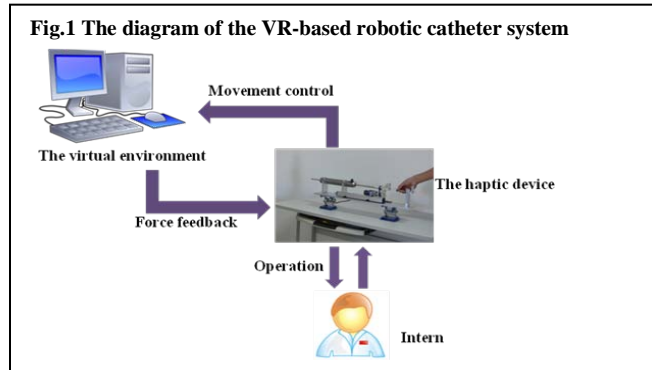 Fig.1 The diagram of the VR-based robotic catheter system
Movement control
The virtual environment
The haptic device
Force feedback
Operation
Intern